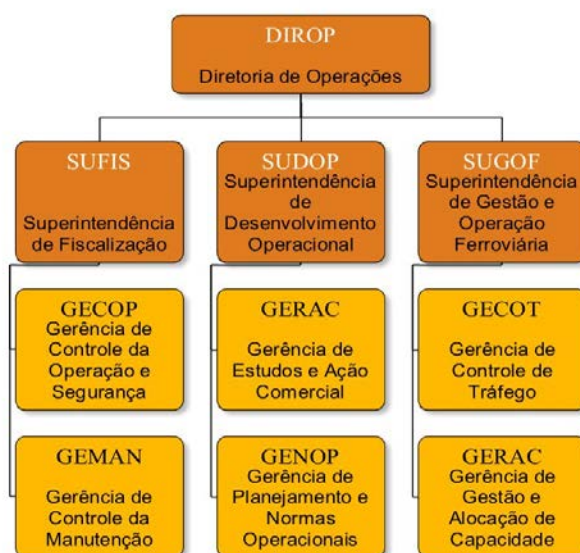 DIROP
Diretoria de Operações
SUFIS
Superintendência
de Fiscalização
SUDOP
Superintendência
de
Desenvolvimento
Operacional
SUGOF
Superintendência
de Gestão e
Operação
Ferroviária
GECOP
Gerência de
Controle da
Operação e
Segurança
GERAC
Gerência de
Estudos e Ação
Comercial
GECOT
Gerência de
Controle de
Tráfego
GEMAN
Gerência de
Controle da
Manutenção
GENOP
Gerência de
Planejamento e
Normas
Operacionais
GERAC
Gerência de
Gestão e
Alocação de
Capacidade